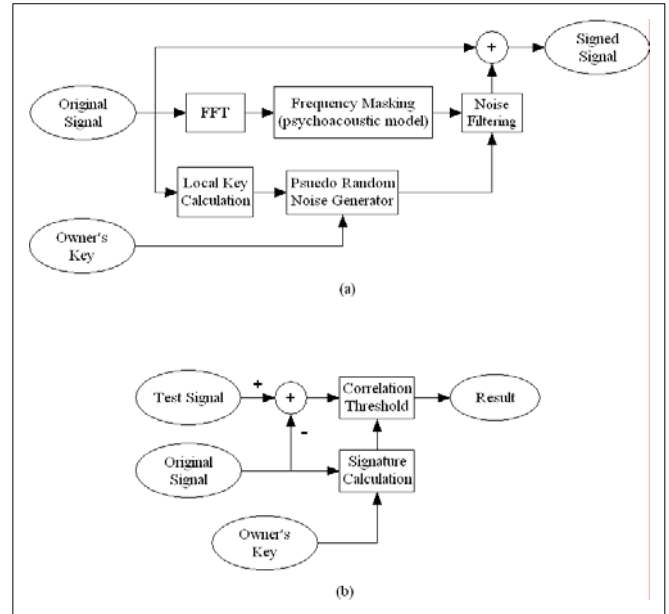 Signed
Signal
+
Original
Signal
FFT
Frequency Masking
(psychoacoustic model)
Noise
Filtering
Local Key
Calculation
Psuedo Random
Noise Generator
Owner's
Key
(a)
Test Signal
+
+
Correlation
Threshold
Result
-
Original
Signal
Signature
Calculation
Owner's
Key
(b)